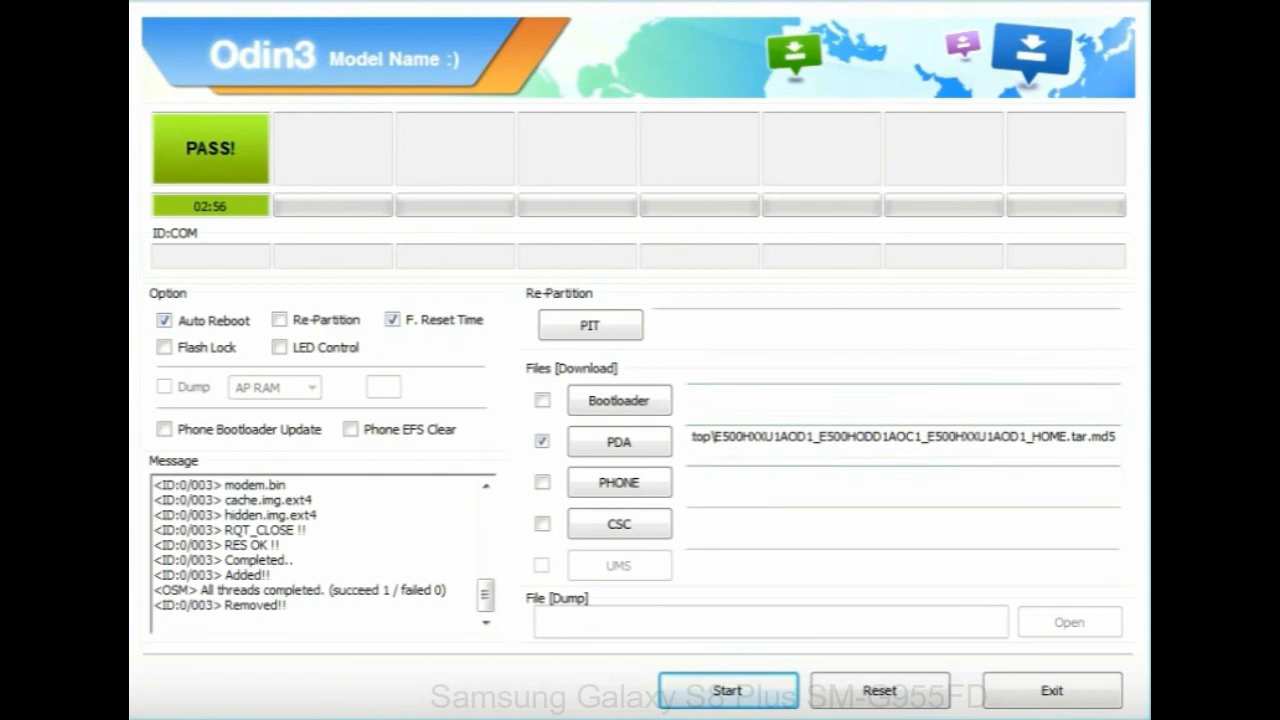 Odin3 Model Name :)
PASS!
02:56
ID:COM
Option
Auto Reboot Re-Partition F. Reset Time
Flash Lock LED Control
Dump AP RAM
Phone Bootloader Update Phone EFS Clear
Message
<ID:0/003> modem.bin
<ID:0/003> cache.img.ext4
<ID:0/003> hidden.img.ext4
<ID:0/003> RQT_CLOSE !!
<ID:0/003> RES OK !!
<ID:0/003> Completed..
<ID:0/003> Added!!
<OSM> All threads completed. (succeed 1 / failed 0)
<ID:0/003> Removed!!
Re-Partition
PIT
Files [Download]
Bootloader
PDA top\E500HXXU1AOD1_E500HODD1AOC1_E500HXXU1AOD1_HOME.tar.md5
PHONE
CSC
UMS
File [Dump]
Open
Start Reset Exit
Samsung Galaxy S8 Plus SM-G955FD